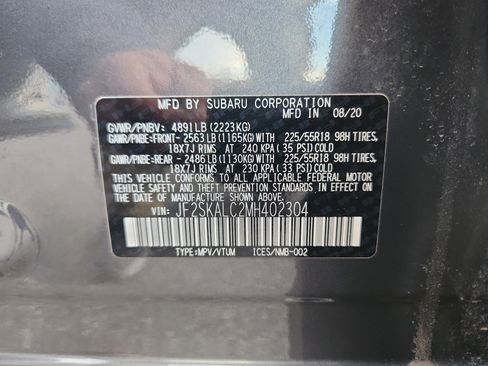 MFD BY SUBARU CORPORATION
MFD IN 08/20
GVWR/PNBV: 4891LB (2223KG)
GAWR/PNBE:FRONT- 2563LB (1165KG)WITH 225/55R18 98H TIRES,
18X7J RIMS AT 240 KPA ( 35 PSI) COLD
GAWR/PNBE:REAR - 2486LB (1130KG)WITH 225/55R18 98H TIRES,
18X7J RIMS AT 230 KPA ( 33 PSI) COLD
THIS VEHICLE CONFORMS TO ALL APPLICABLE FEDERAL MOTOR
VEHICLE SAFETY AND THEFT PREVENTION STANDARDS IN EFFECT
ON THE DATE OF MANUFACTURE SHOWN ABOVE.
VIN: JF2SKALC2MH402304
TYPE:MPV/VTUM ICES/NMB-002